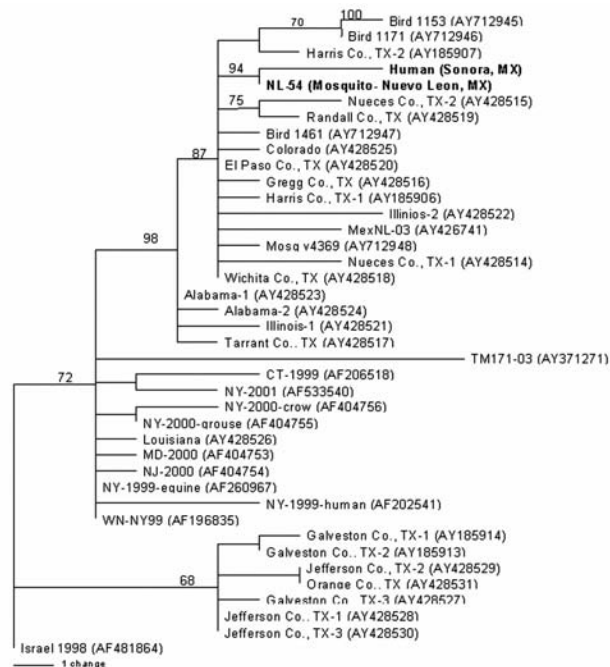 100
70
Bird 1153 (AY712945)
Bird 1171 (AY712946)
Harris Co., TX-2 (AY185907)
94
Human (Sonora, MX)
NL-54 (Mosquito- Nuevo Leon, MX)
75
Nueces Co., TX-2 (AY428515)
Randall Co., TX (AY428519)
Bird 1461 (AY712947)
87
Colorado (AY428525)
El Paso Co., TX (AY428520)
Gregg Co., TX (AY428516)
Harris Co., TX-1 (AY185906)
Illinios-2 (AY428522)
MexNL-03 (AY426741)
98
Mosq v4369 (AY712948)
Nueces Co., TX-1 (AY428514)
Wichita Co., TX (AY428518)
Alabama-1 (AY428523)
Alabama-2 (AY428524)
Illinois-1 (AY428521)
Tarrant Co., TX (AY428517)
TM171-03 (AY371271)
72
CT-1999 (AF206518)
NY-2001 (AF533540)
NY-2000-crow (AF404756)
NY-2000-grouse (AF404755)
Louisiana (AY428526)
MD-2000 (AF404753)
NJ-2000 (AF404754)
NY-1999-equine (AF260967)
NY-1999-human (AF202541)
WN-NY99 (AF196835)
Galveston Co., TX-1 (AY185914)
Galveston Co., TX-2 (AY185913)
68
Jefferson Co., TX-2 (AY428529)
Orange Co., TX (AY428531)
Galveston Co., TX-3 (AY428527)
Jefferson Co., TX-1 (AY428528)
Jefferson Co., TX-3 (AY428530)
Israel 1998 (AF481864)
1 change